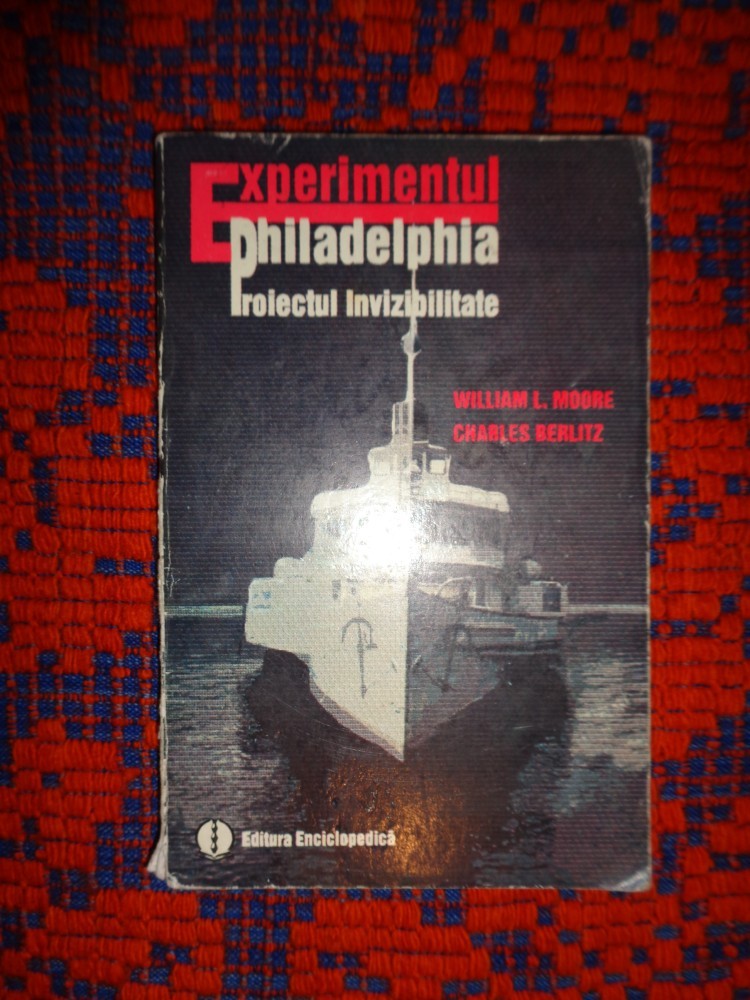 Experimentul
Philadelphia
Proiectul Invizibilitate
WILLIAM L. MOORE
CHARLES BERLITZ
Editura Enciclopedică